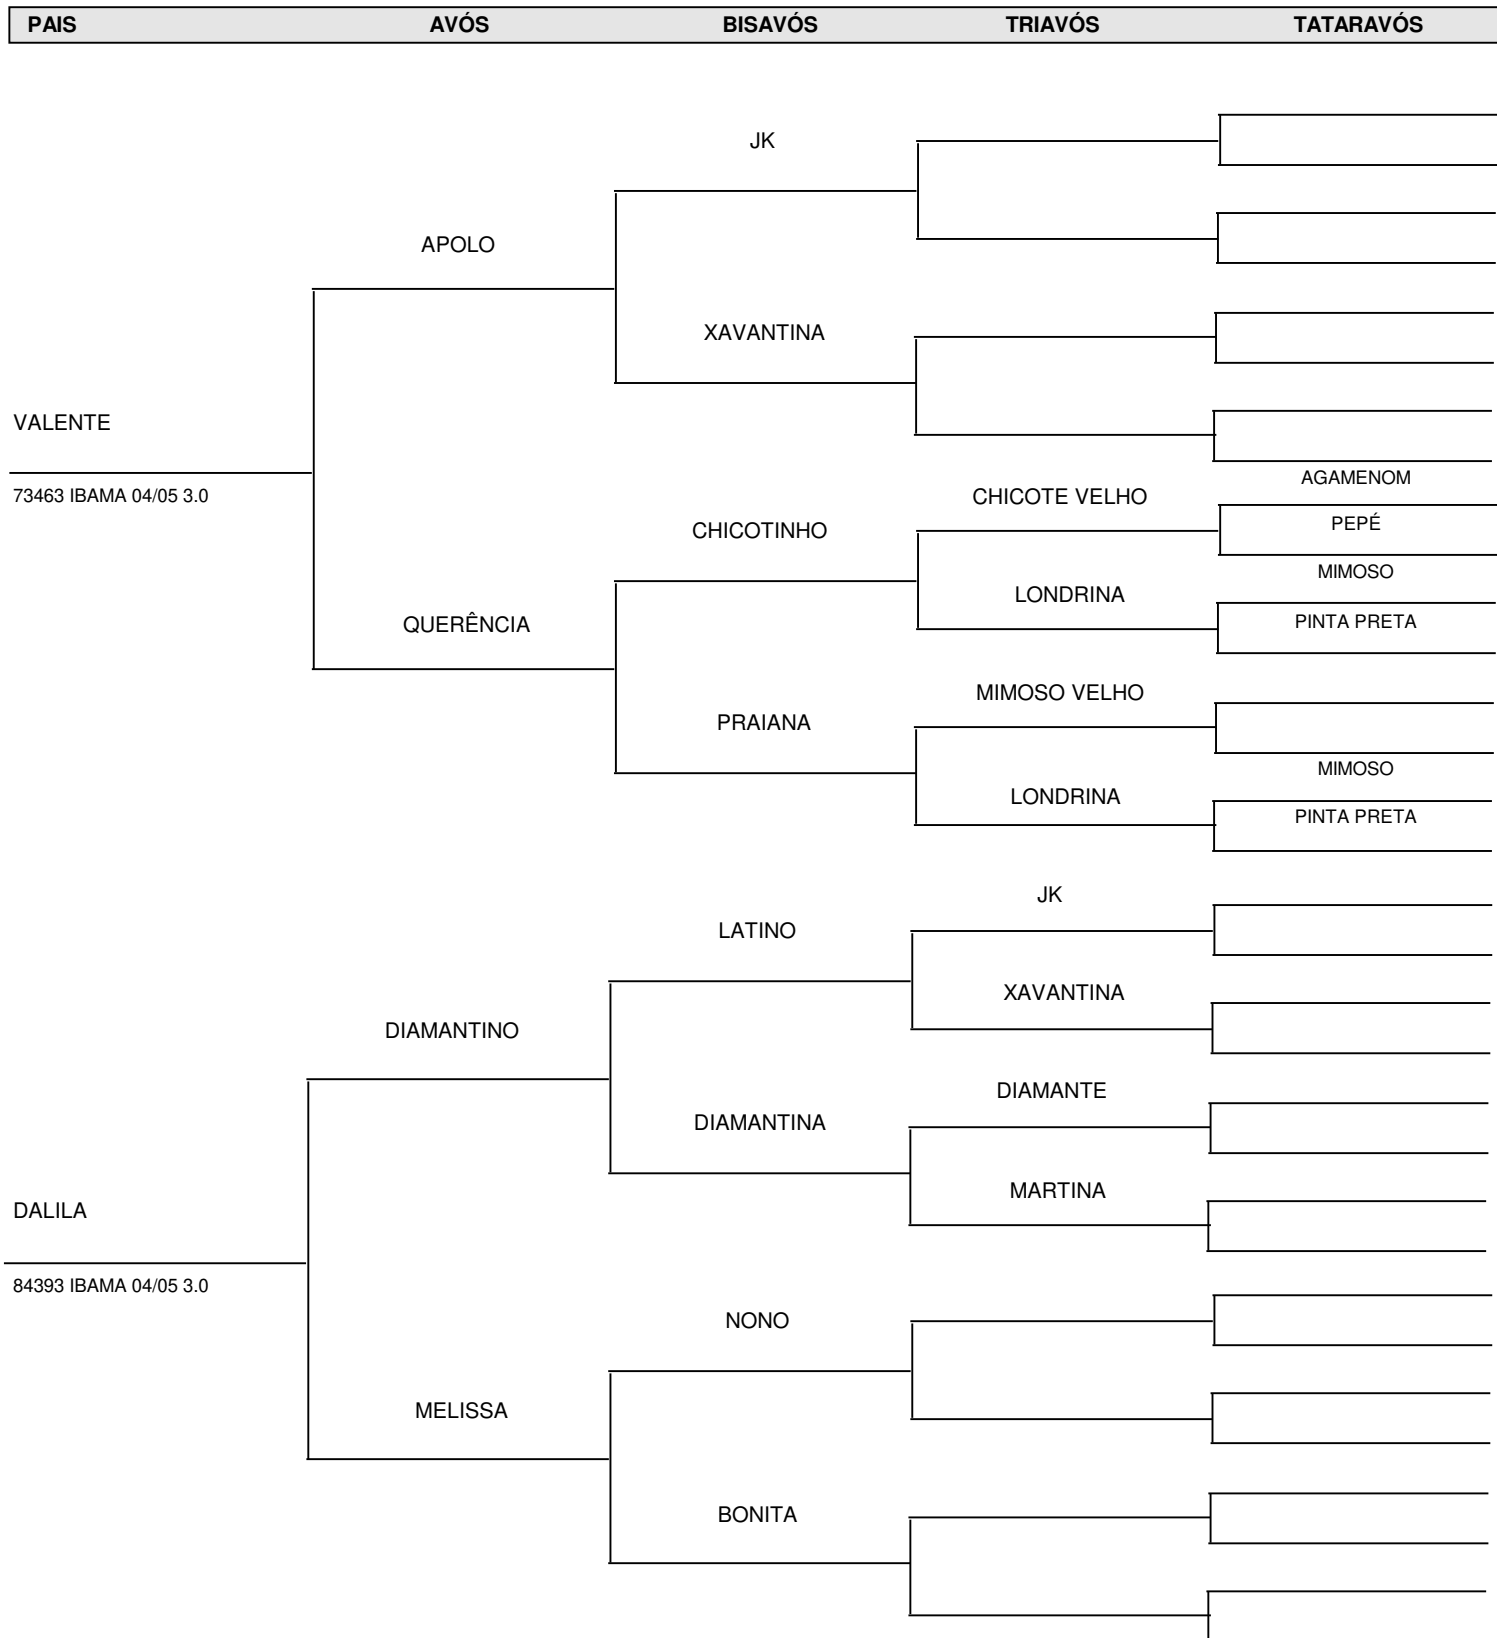 PAIS AVÓS BISAVÓS TRIAVÓS TATARAVÓS
JK
APOLO
XAVANTINA
VALENTE
73463 IBAMA 04/05 3.0
AGAMENOM
CHICOTE VELHO
PEPÉ
CHICOTINHO
MIMOSO
LONDRINA
PINTA PRETA
QUERÊNCIA
MIMOSO VELHO
PRAIANA
MIMOSO
LONDRINA
PINTA PRETA
JK
LATINO
XAVANTINA
DIAMANTINO
DIAMANTE
DIAMANTINA
MARTINA
DALILA
84393 IBAMA 04/05 3.0
NONO
MELISSA
BONITA